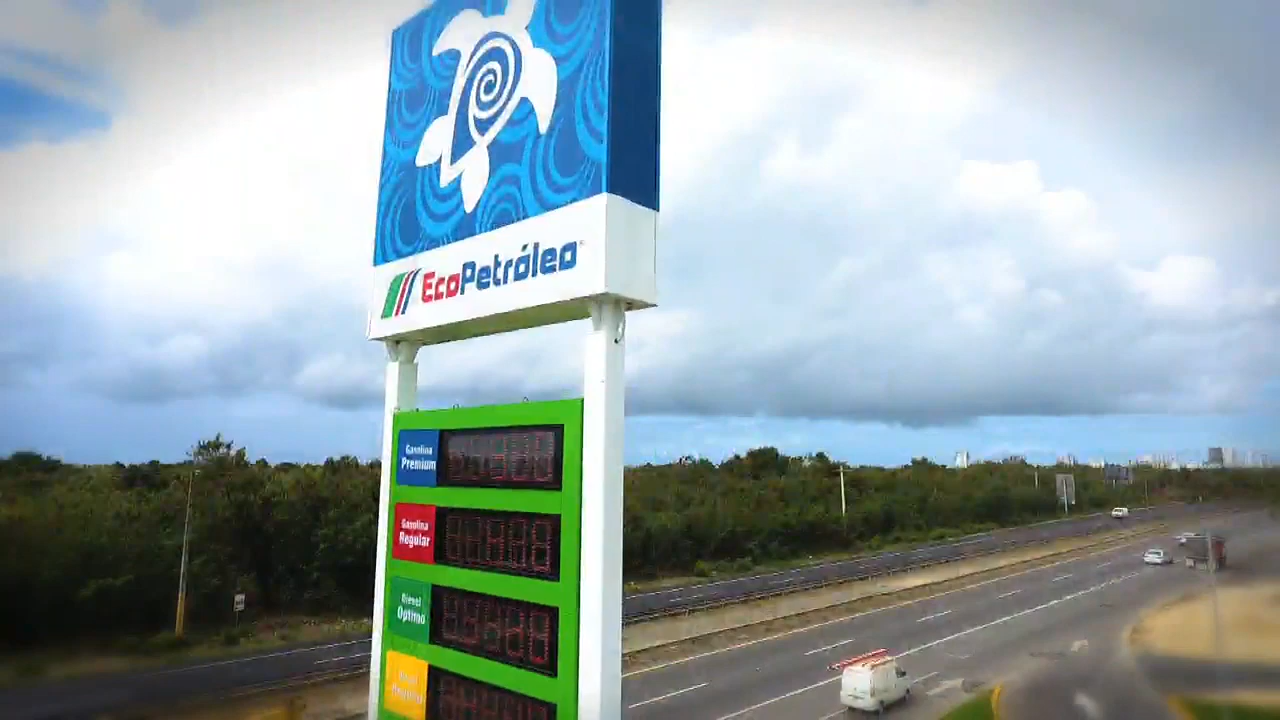 EcoPetróleo
Gasolina
Premium
Gasolina
Regular
Diesel
Optimo